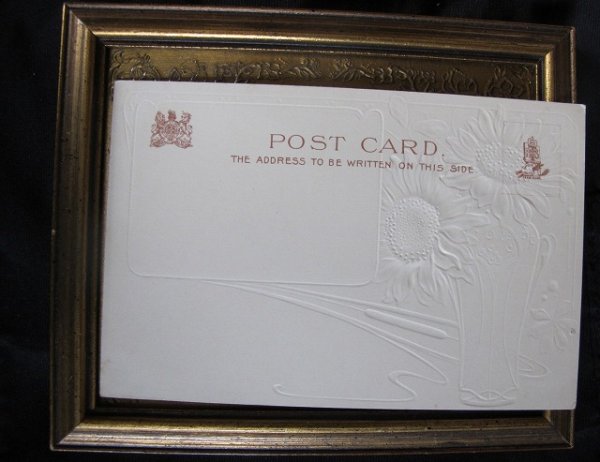 POST CARD.
THE ADDRESS TO BE WRITTEN ON THIS SIDE